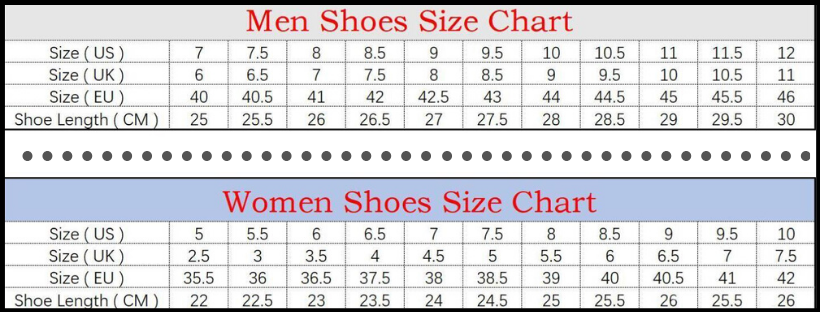 Men Shoes Size Chart
Size ( US ) 7 7.5 8 8.5 9 9.5 10 10.5 11 11.5 12
Size ( UK ) 6 6.5 7 7.5 8 8.5 9 9.5 10 10.5 11
Size ( EU ) 40 40.5 41 42 42.5 43 44 44.5 45 45.5 46
Shoe Length ( CM ) 25 25.5 26 26.5 27 27.5 28 28.5 29 29.5 30
Women Shoes Size Chart
Size ( US ) 5 5.5 6 6.5 7 7.5 8 8.5 9 9.5 10
Size ( UK ) 2.5 3 3.5 4 4.5 5 5.5 6 6.5 7 7.5
Size ( EU ) 35.5 36 36.5 37.5 38 38.5 39 40 40.5 41 42
Shoe Length ( CM ) 22 22.5 23 23.5 24 24.5 25 25.5 26 25.5 26